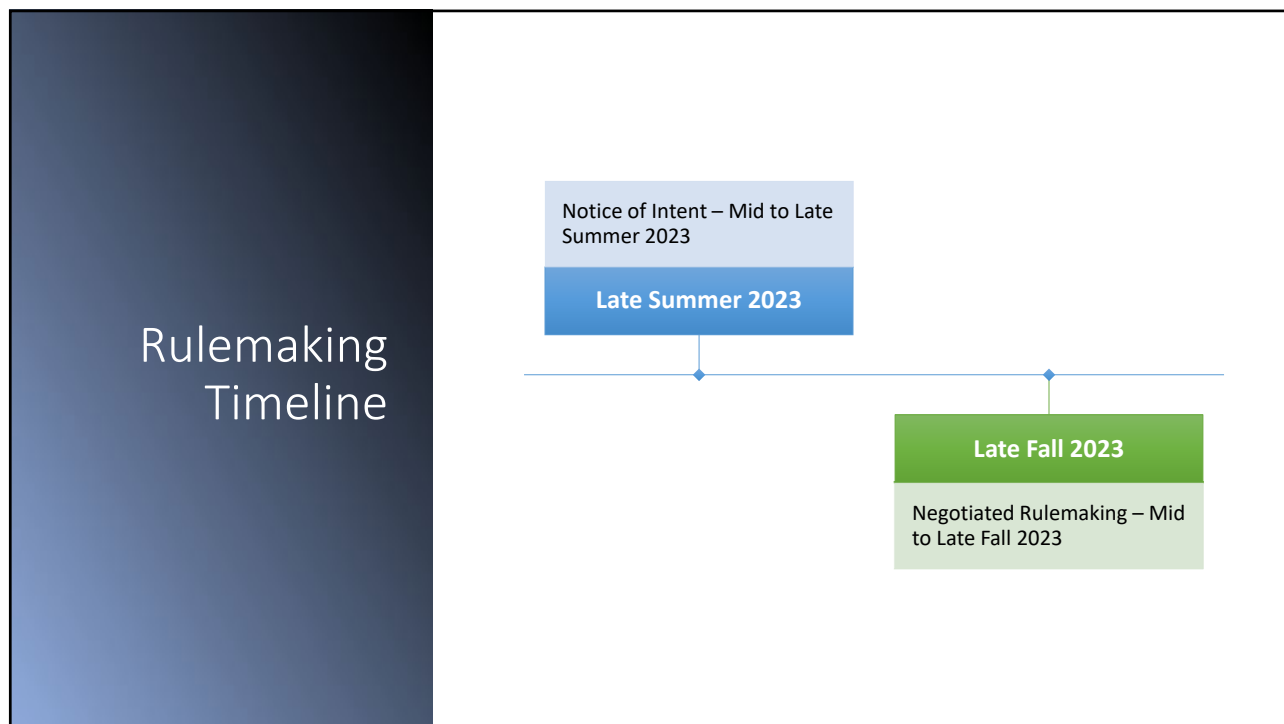 Rulemaking
Timeline
Notice of Intent – Mid to Late
Summer 2023
Late Summer 2023
Late Fall 2023
Negotiated Rulemaking – Mid
to Late Fall 2023